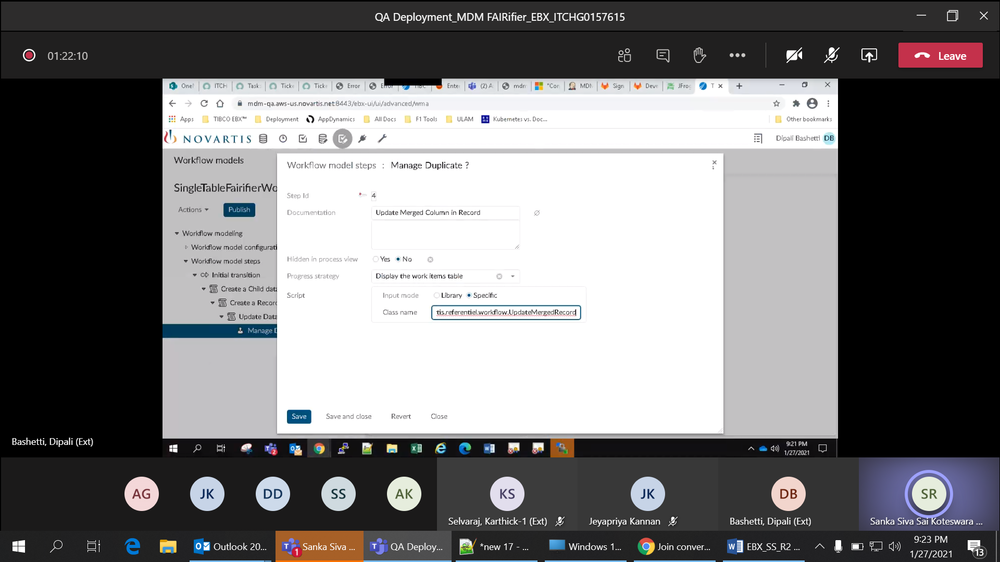 QA Deployment_MDM FAIRifier_EBX_ITCHG0157615
01:22:10
Leave
OneN ITCH Task: Ticke Ticke Error Error TIBC Enter (2) A mdm "Con MDM Sign Deve JFrog T
mdm-qa.aws-us.novartis.net:8443/ebx-ui/ui/advanced/wma
Apps TIBCO EBX™ Deployment AppDynamics All Docs F1 Tools ULAM Kubernetes vs. Doc... Other bookmarks
NOVARTIS Dipali Bashetti DB
Workflow models
SingleTableFairifierWo
Actions Publish
Workflow modeling
Workflow model configurati
Workflow model steps
Initial transition
Create a Child data
Create a Record
Update Data
Manage D
Workflow model steps : Manage Duplicate ?
Step Id 4
Documentation Update Merged Column in Record
Hidden in process view Yes No
Progress strategy Display the work items table
Script Input mode Library Specific
Class name tis.referentiel.workflow.UpdateMergedRecord
Save Save and close Revert Close
Bashetti, Dipali (Ext)
2
9:21 PM
1/27/2021
AG JK DD SS AK KS JK DB SR
Selvaraj, Karthick-1 (Ext) Jeyapriya Kannan Bashetti, Dipali (Ext) Sanka Siva Sai Koteswara ...
Outlook 20... Sanka Siva ... QA Deploy... *new 17 - ... Windows 1... Join conver... EBX_SS_R2 ...
1
9:23 PM
1/27/2021
13